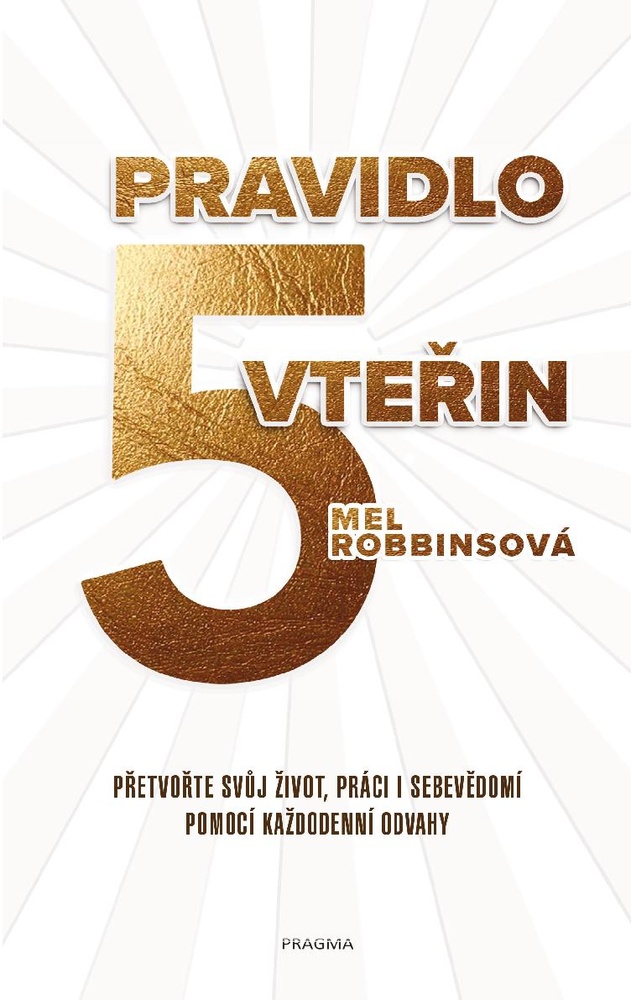 PRAVIDLO
5
VTEŘIN
MEL
ROBBINSOVÁ
PŘETVOŘTE SVŮJ ŽIVOT, PRÁCI I SEBEVĚDOMÍ
POMOCÍ KAŽDODENNÍ ODVAHY
PRAGMA